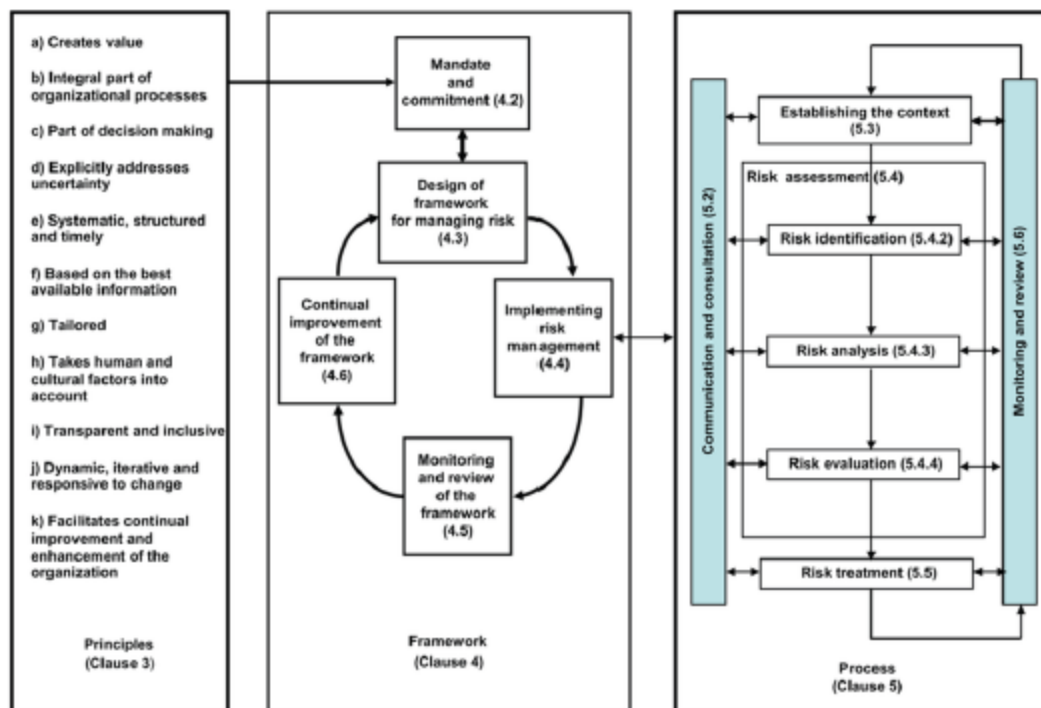 a) Creates value
b) Integral part of
organizational processes
c) Part of decision making
d) Explicitly addresses
uncertainty
e) Systematic, structured
and timely
f) Based on the best
available information
g) Tailored
h) Takes human and
cultural factors into
account
i) Transparent and inclusive
j) Dynamic, iterative and
responsive to change
k) Facilitates continual
improvement and
enhancement of the
organization
Principles
(Clause 3)
Mandate
and
commitment (4.2)
Design of
framework
for managing risk
(4.3)
Continual
improvement
of the
framework
(4.6)
Implementing
risk
management
(4.4)
Monitoring
and review
of the
framework
(4.5)
Framework
(Clause 4)
Communication and consultation (5.2)
Establishing the context
(5.3)
Risk assessment (5.4)
Risk identification (5.4.2)
Risk analysis (5.4.3)
Risk evaluation (5.4.4)
Risk treatment (5.5)
Monitoring and review (5.6)
Process
(Clause 5)